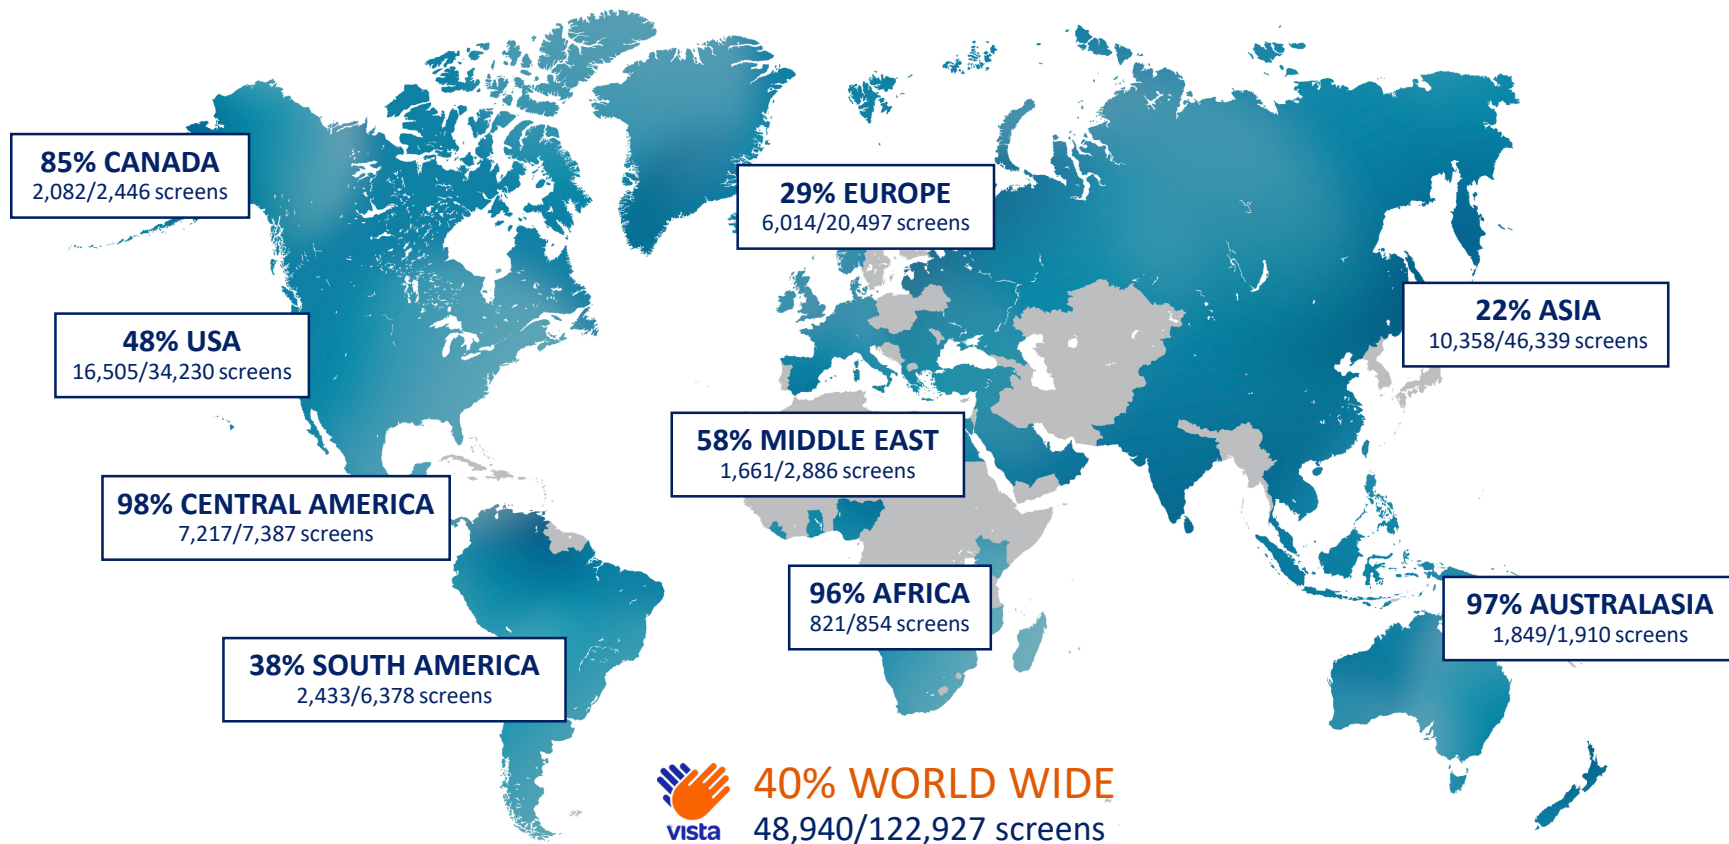 85% CANADA
2,082/2,446 screens
29% EUROPE
6,014/20,497 screens
48% USA
16,505/34,230 screens
22% ASIA
10,358/46,339 screens
58% MIDDLE EAST
1,661/2,886 screens
98% CENTRAL AMERICA
7,217/7,387 screens
96% AFRICA
821/854 screens
97% AUSTRALASIA
1,849/1,910 screens
38% SOUTH AMERICA
2,433/6,378 screens
vista
40% WORLD WIDE
48,940/122,927 screens